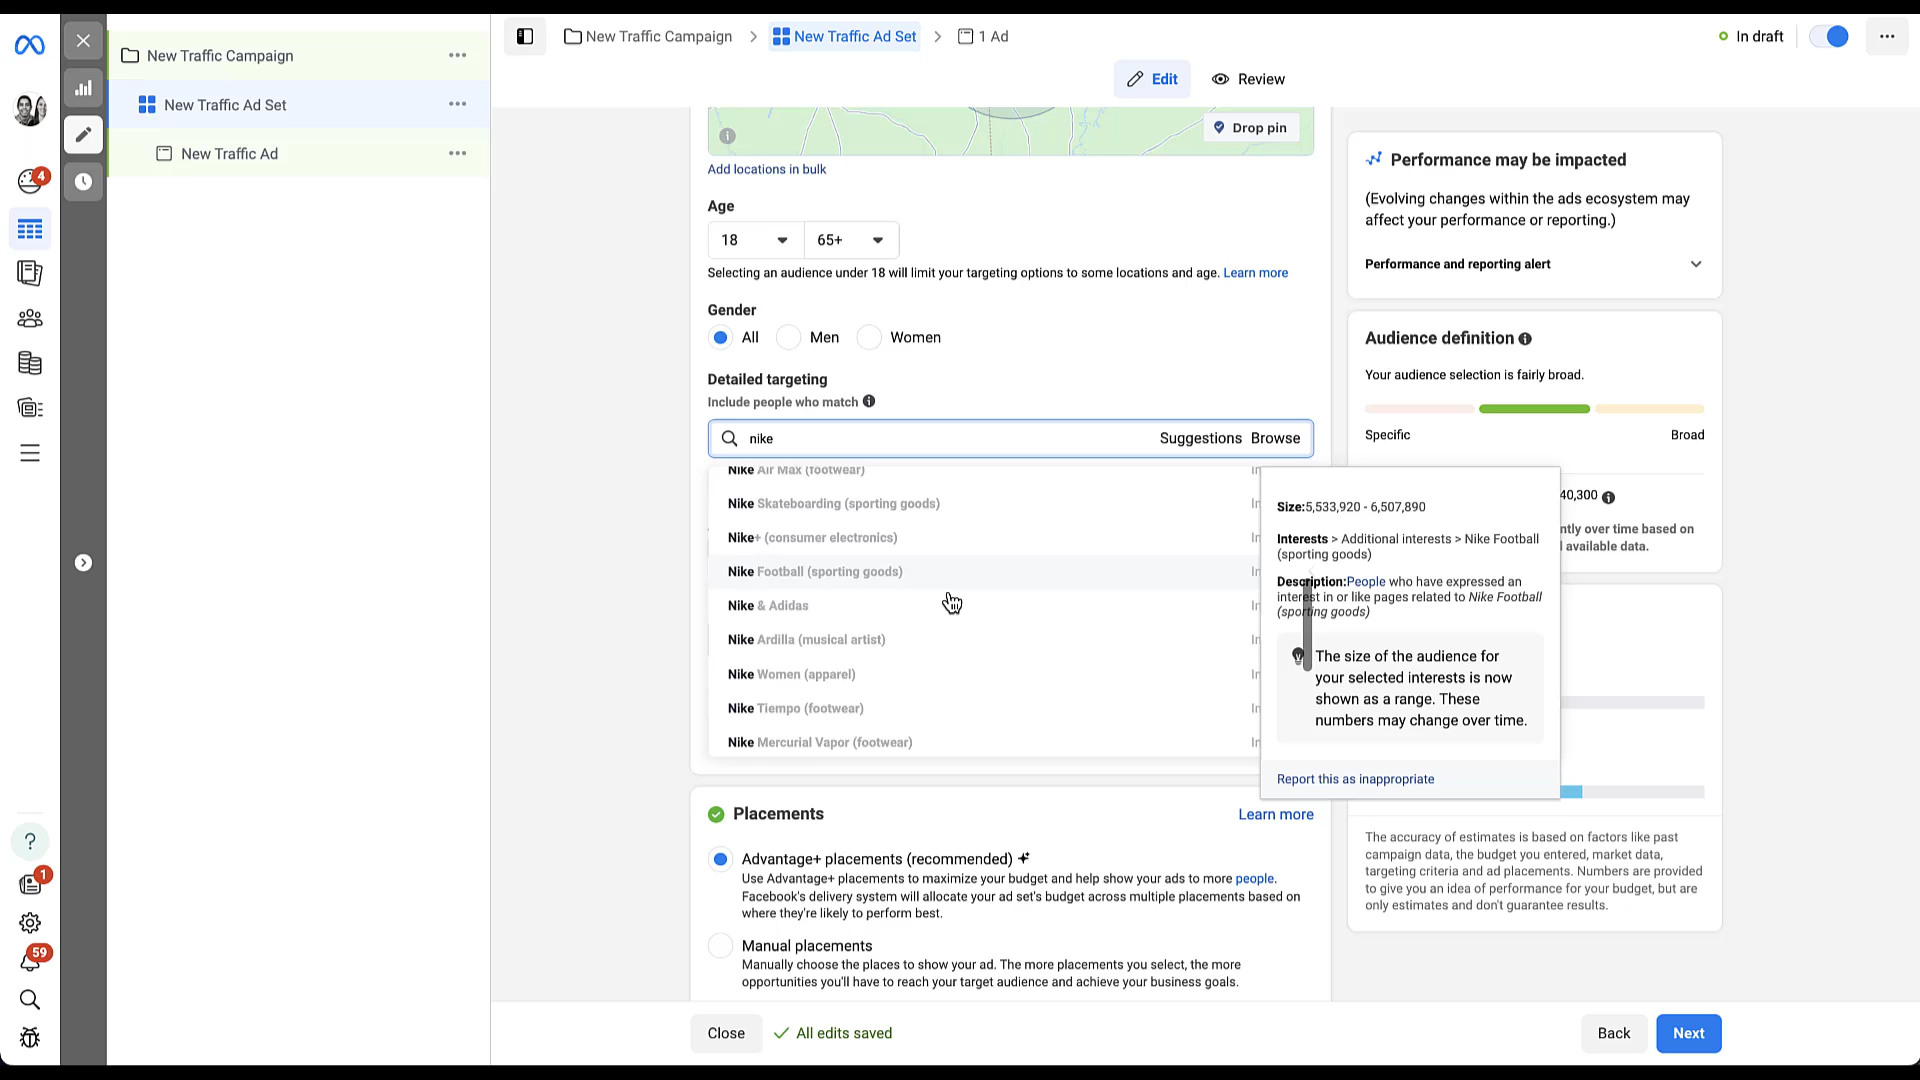 New Traffic Campaign
New Traffic Ad Set
New Traffic Ad
4
?
1
59
New Traffic Campaign > New Traffic Ad Set > 1 Ad
In draft
Edit
Review
Drop pin
Add locations in bulk
Age
18
65+
Selecting an audience under 18 will limit your targeting options to some locations and age. Learn more
Gender
All
Men
Women
Detailed targeting
Include people who match
nike
Suggestions
Browse
Nike Air Max (footwear)
Nike Skateboarding (sporting goods)
Nike+ (consumer electronics)
Nike Football (sporting goods)
Nike & Adidas
Nike Ardilla (musical artist)
Nike Women (apparel)
Nike Tiempo (footwear)
Nike Mercurial Vapor (footwear)
Size:5,533,920 - 6,507,890
Interests > Additional interests > Nike Football
(sporting goods)
Description:People who have expressed an
interest in or like pages related to Nike Football
(sporting goods)
The size of the audience for
your selected interests is now
shown as a range. These
numbers may change over time.
Report this as inappropriate
Placements
Learn more
Advantage+ placements (recommended)
Use Advantage+ placements to maximize your budget and help show your ads to more people.
Facebook's delivery system will allocate your ad set's budget across multiple placements based on
where they're likely to perform best.
Manual placements
Manually choose the places to show your ad. The more placements you select, the more
opportunities you'll have to reach your target audience and achieve your business goals.
Performance may be impacted
(Evolving changes within the ads ecosystem may
affect your performance or reporting.)
Performance and reporting alert
Audience definition
Your audience selection is fairly broad.
Specific
Broad
40,300
ntly over time based on
available data.
The accuracy of estimates is based on factors like past
campaign data, the budget you entered, market data,
targeting criteria and ad placements. Numbers are provided
to give you an idea of performance for your budget, but are
only estimates and don't guarantee results.
Close
All edits saved
Back
Next